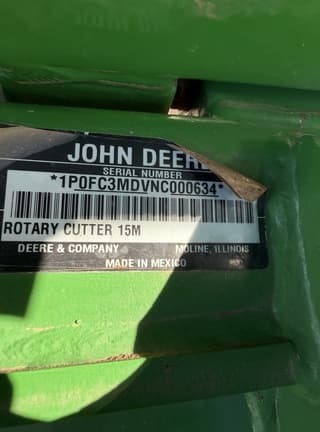 JOHN DEERE
SERIAL NUMBER
*1P0FC3MDVNC000634*
ROTARY CUTTER 15M
DEERE & COMPANY MOLINE, ILLINOIS
MADE IN MEXICO